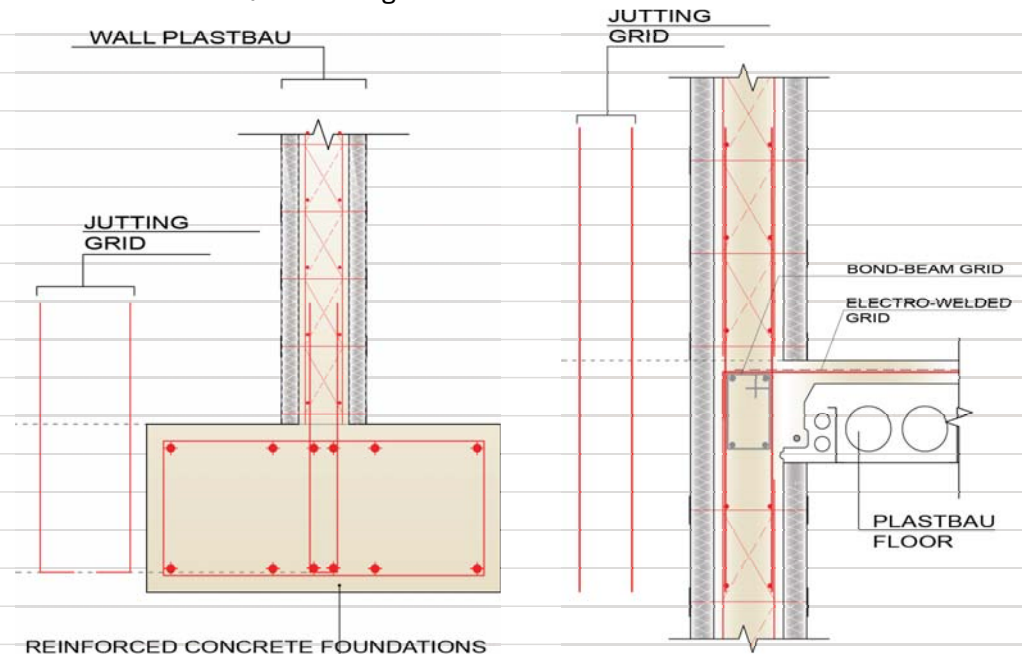 WALL PLASTBAU
JUTTING
GRID
REINFORCED CONCRETE FOUNDATIONS
JUTTING
GRID
BOND-BEAM GRID
ELECTRO-WELDED
GRID
PLASTBAU
FLOOR